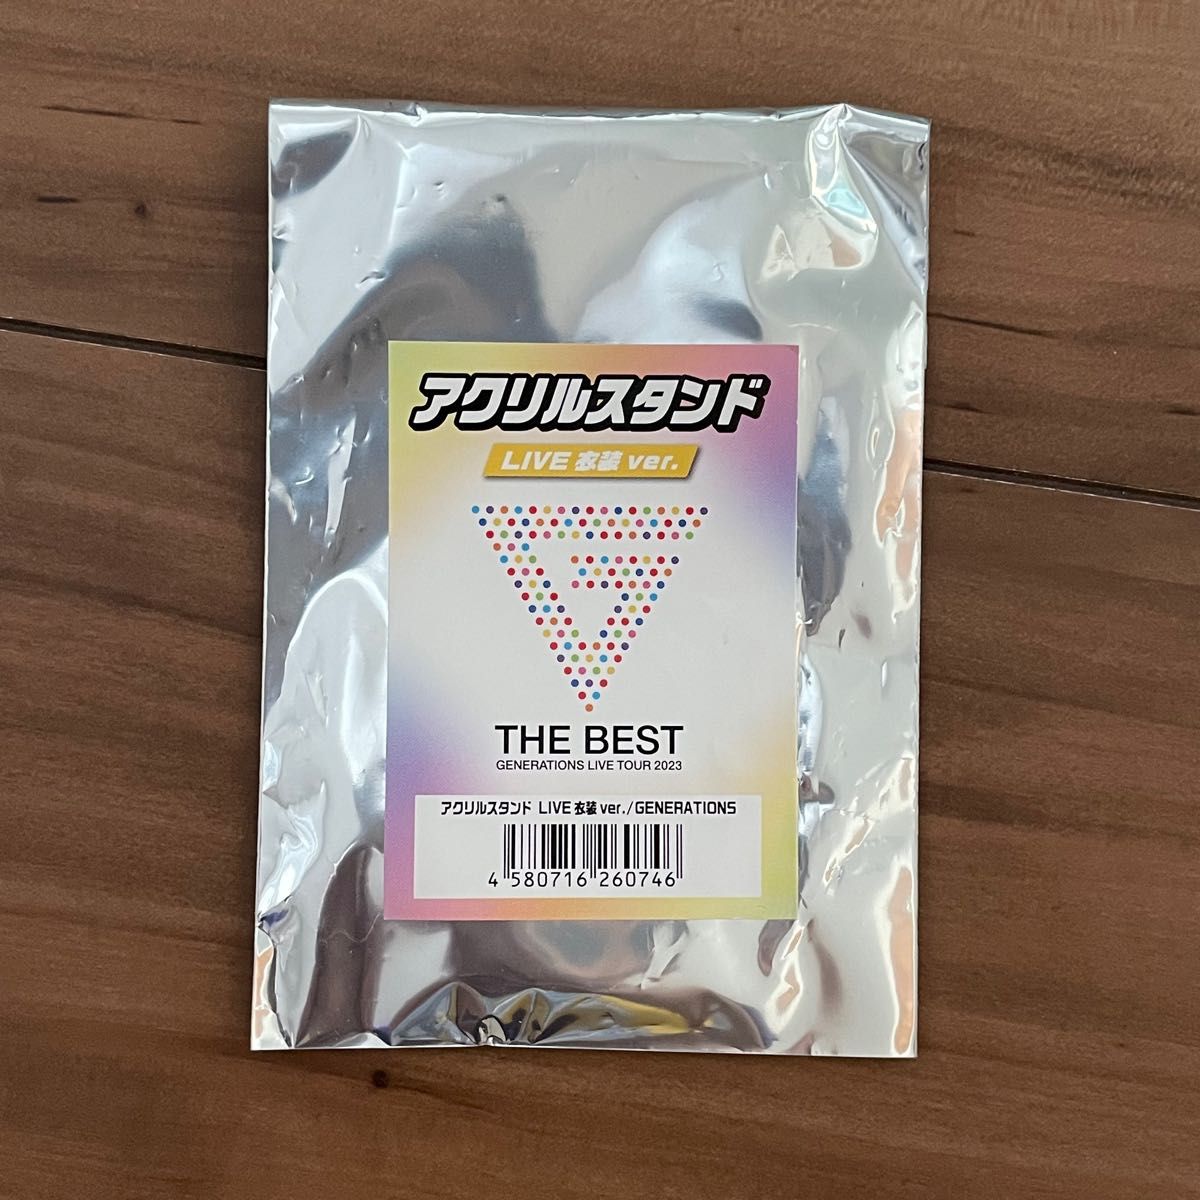 アクリルスタンド
LIVE 衣装 ver.
THE BEST
GENERATIONS LIVE TOUR 2023
アクリルスタンド LIVE 衣装 ver./GENERATIONS
4 580716 260746